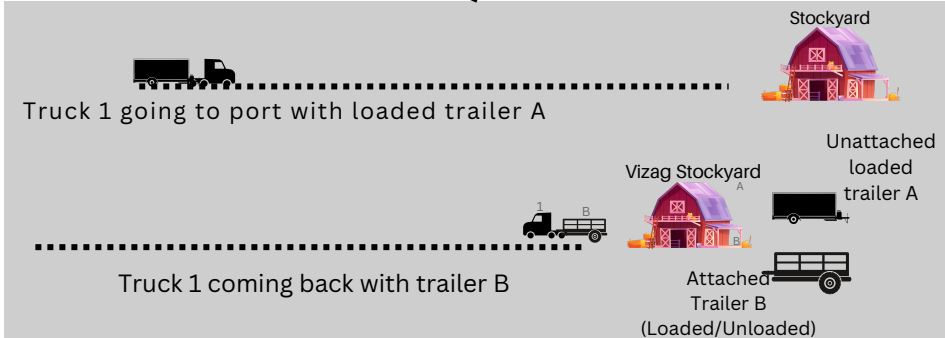 Stockyard
Truck 1 going to port with loaded trailer A
Unattached
loaded
trailer A
Vizag Stockyard
A
1
B
B
Truck 1 coming back with trailer B
Attached
Trailer B
(Loaded/Unloaded)